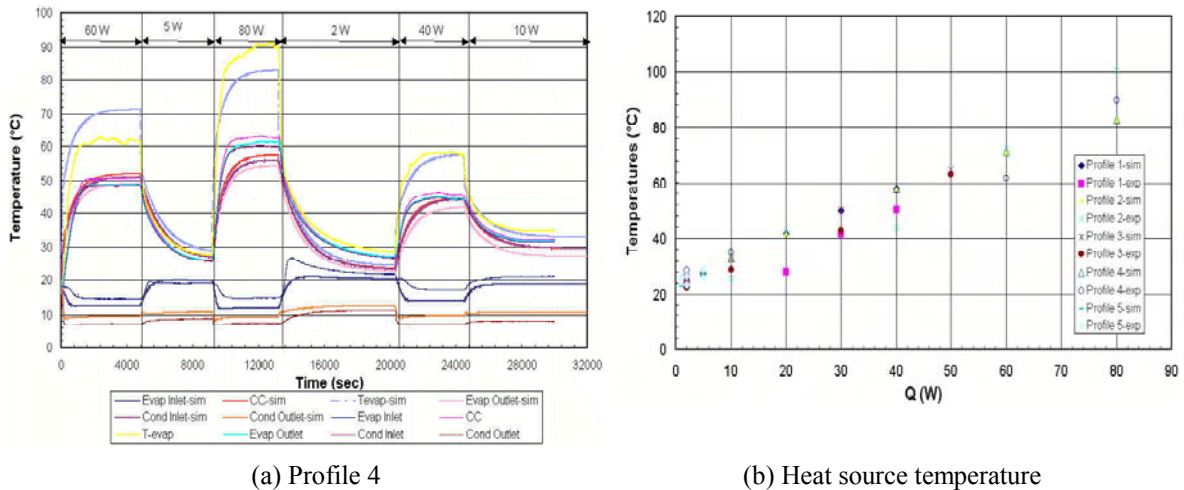 60 W 5 W 80 W 2 W 40 W 10 W
100
90
80
70
60
50
40
30
20
10
0
Temperature (°C)
0 4000 8000 12000 16000 20000 24000 28000 32000
Time (sec)
Evap Inlet-sim CC-sim Tevap-sim Evap Outlet-sim
Cond Inlet-sim Cond Outlet-sim Evap Inlet CC
T-evap Evap Outlet Cond Inlet Cond Outlet
(a) Profile 4
120
100
80
60
40
20
0
Temperatures (°C)
0 10 20 30 40 50 60 70 80 90
Q (W)
Profile 1-sim
Profile 1-exp
Profile 2-sim
Profile 2-exp
Profile 3-sim
Profile 3-exp
Profile 4-sim
Profile 4-exp
Profile 5-sim
Profile 5-exp
(b) Heat source temperature